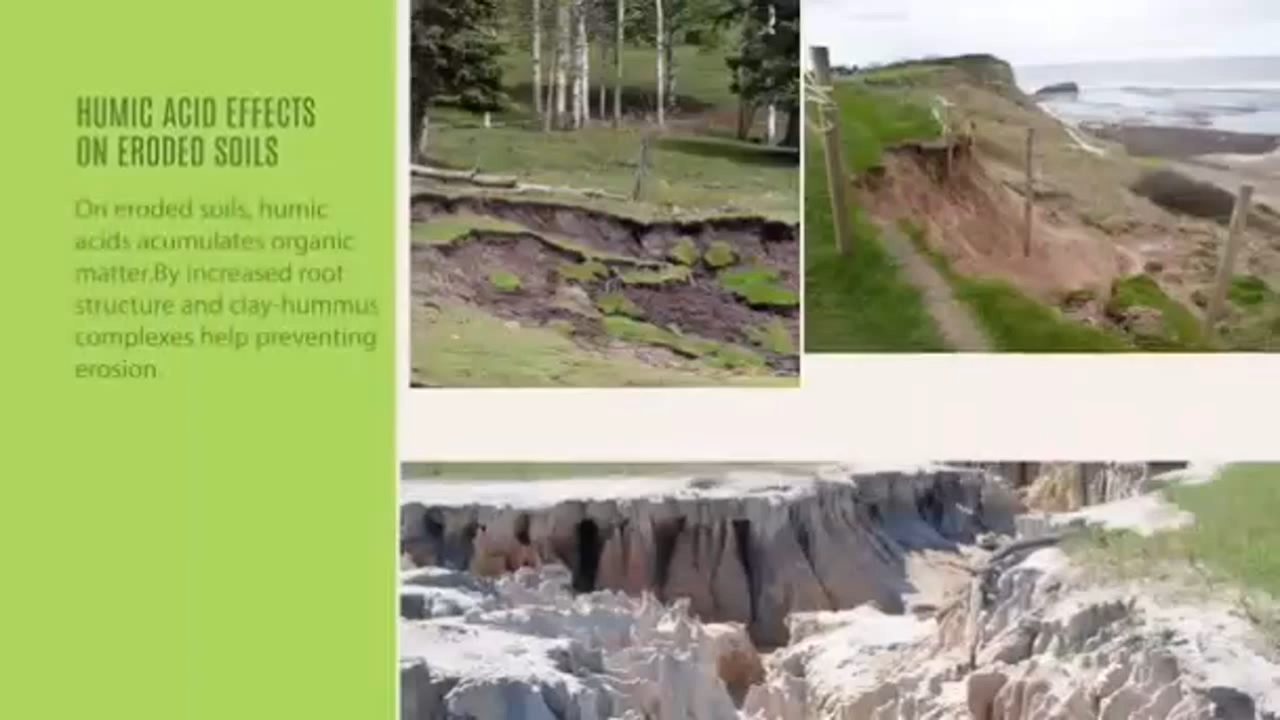 HUMIC ACID EFFECTS
ON ERODED SOILS
On eroded soils, humic
acids acumulates organic
matter.By increased root
structure and clay-hummus
complexes help preventing
erosion.